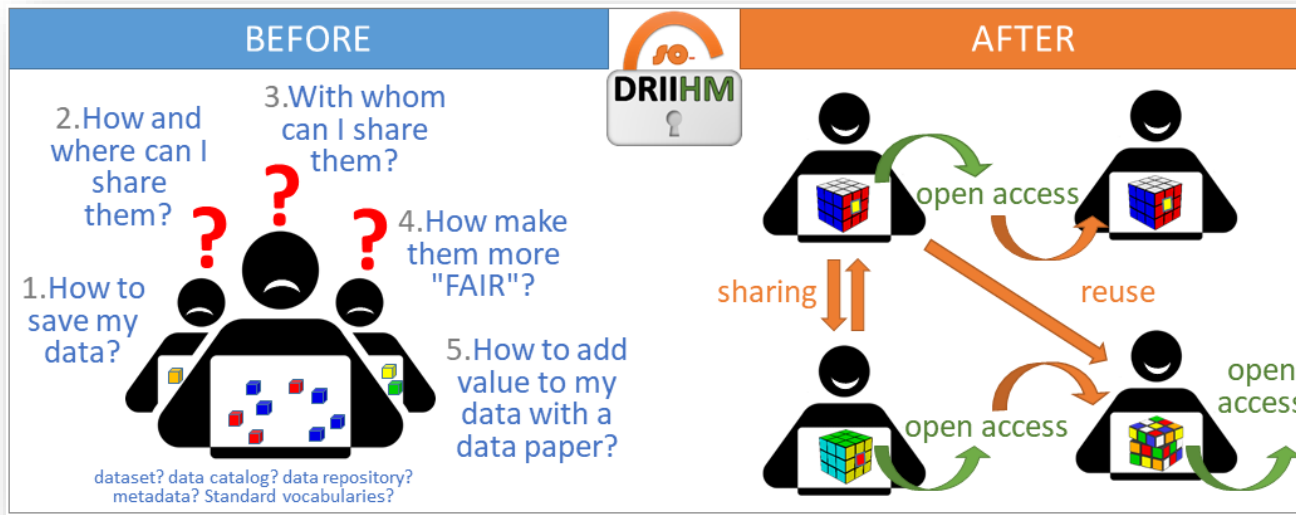 BEFORE
SO-
DRIIHM
AFTER
1.How to
save my
data?
2.How and
where can I
share
them?
3.With whom
can I share
them?
4.How make
them more
"FAIR"?
5.How to add
value to my
data with a
data paper?
? ? ?
dataset? data catalog? data repository?
metadata? Standard vocabularies?
open access
sharing
reuse
open access
open
access